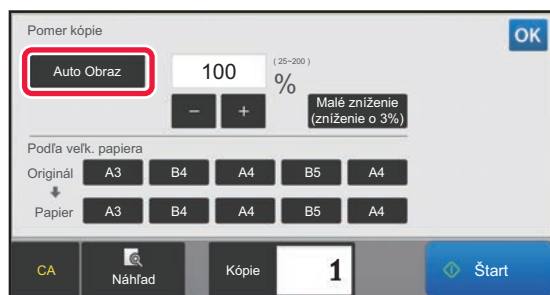 Pomer kópie
OK
Auto Obraz
100
( 25~200 )
%
–
+
Malé zníženie
(zníženie o 3%)
Podľa veľk. papiera
Originál A3 B4 A4 B5 A4
Papier A3 B4 A4 B5 A4
CA
Náhľad
Kópie
1
Štart